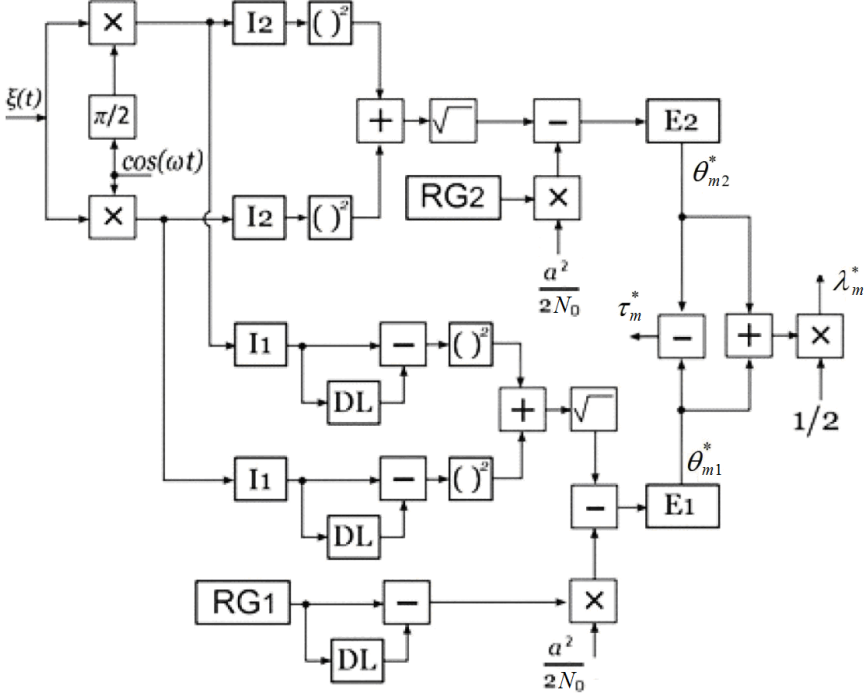 × I2 ( )²
ξ(t) π/2 + √ − E2
cos(ωt) θ*m2
× I2 ( )² RG2 ×
a²/2N₀
λ*m
τ*m − + ×
I1 − ( )²
DL + √ 1/2
I1 − ( )² θ*m1
− E1
DL
RG1 − ×
DL a²/2N₀